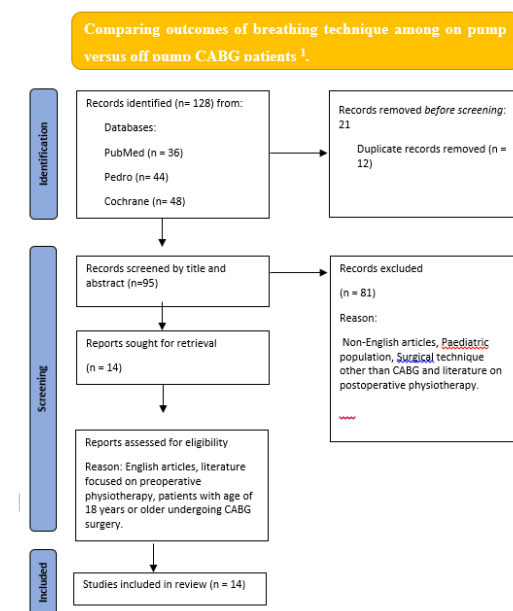 Comparing outcomes of breathing technique among on pump
versus off pump CABG patients ¹.
Identification
Records identified (n= 128) from:
Databases:
PubMed (n = 36)
Pedro (n= 44)
Cochrane (n= 48)
Records removed before screening:
21
Duplicate records removed (n =
12)
Screening
Records screened by title and
abstract (n=95)
Records excluded
(n = 81)
Reason:
Non-English articles, Paediatric
population, Surgical technique
other than CABG and literature on
postoperative physiotherapy.
Reports sought for retrieval
(n = 14)
Reports assessed for eligibility
Reason: English articles, literature
focused on preoperative
physiotherapy, patients with age of
18 years or older undergoing CABG
surgery.
Included
Studies included in review (n = 14)